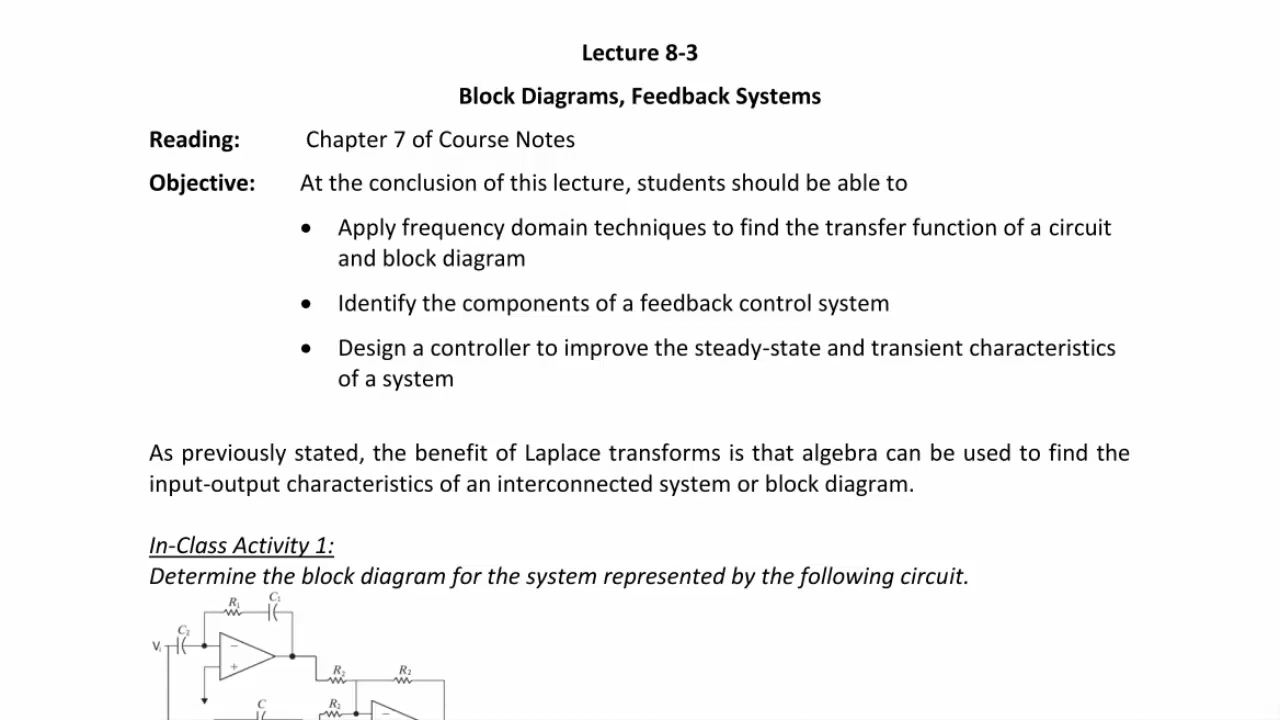 Lecture 8-3
Block Diagrams, Feedback Systems
Reading: Chapter 7 of Course Notes
Objective: At the conclusion of this lecture, students should be able to
• Apply frequency domain techniques to find the transfer function of a circuit
and block diagram
• Identify the components of a feedback control system
• Design a controller to improve the steady-state and transient characteristics
of a system
As previously stated, the benefit of Laplace transforms is that algebra can be used to find the
input-output characteristics of an interconnected system or block diagram.
In-Class Activity 1:
Determine the block diagram for the system represented by the following circuit.
R₁ C₁
C₂
Vᵢ
− +
R₂ R₂
C R₂
−